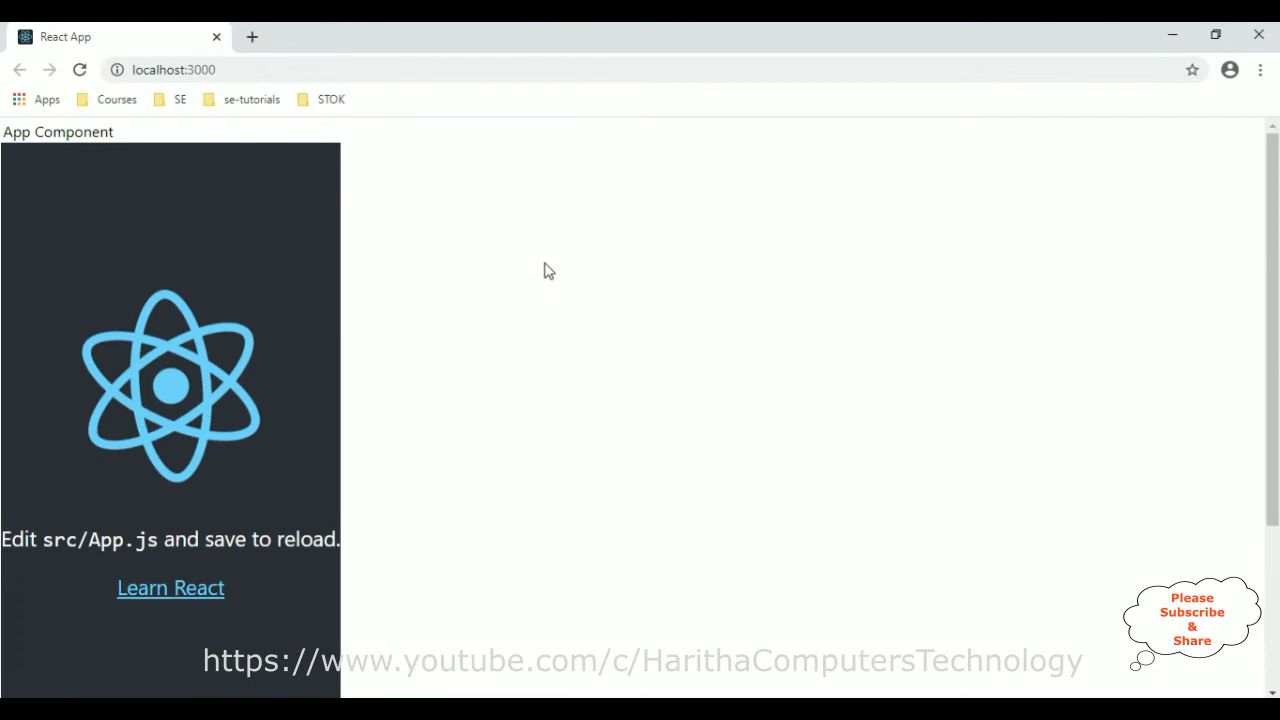 React App
localhost:3000
Apps Courses SE se-tutorials STOK
App Component
Edit src/App.js and save to reload.
Learn React
Please
Subscribe
&
Share
https://www.youtube.com/c/HarithaComputersTechnology